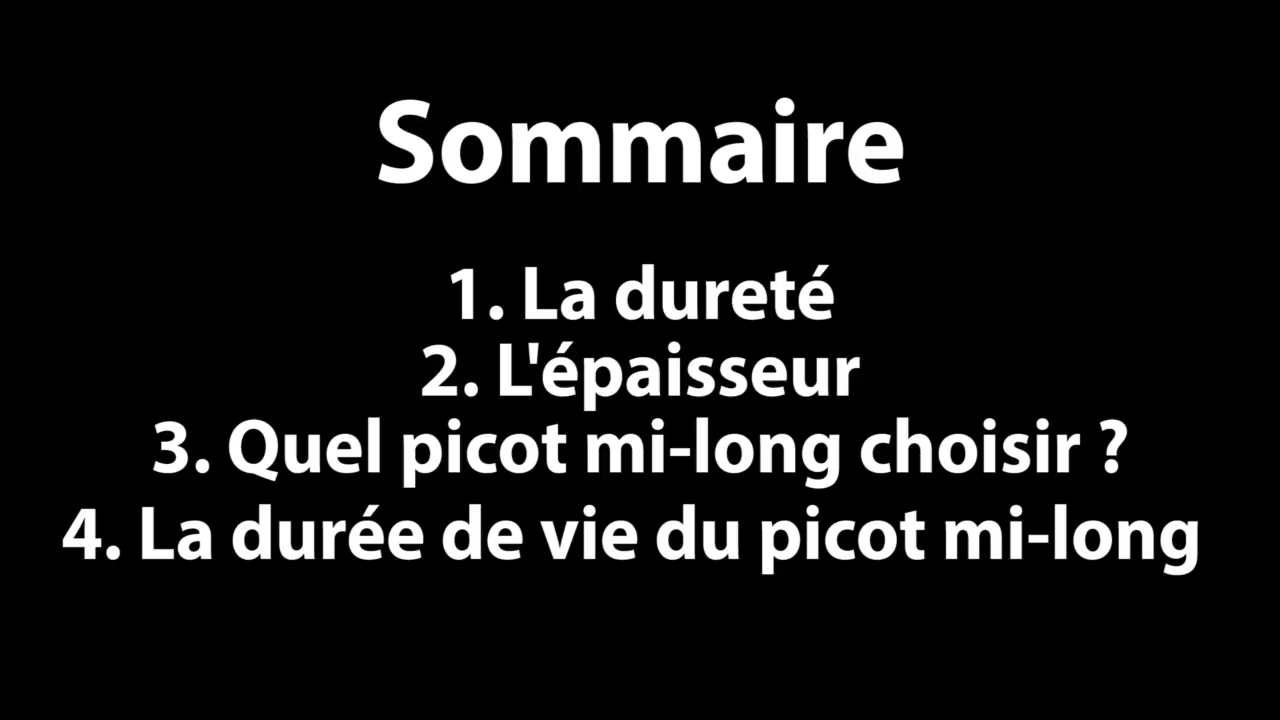 Sommaire
1. La dureté
2. L'épaisseur
3. Quel picot mi-long choisir ?
4. La durée de vie du picot mi-long